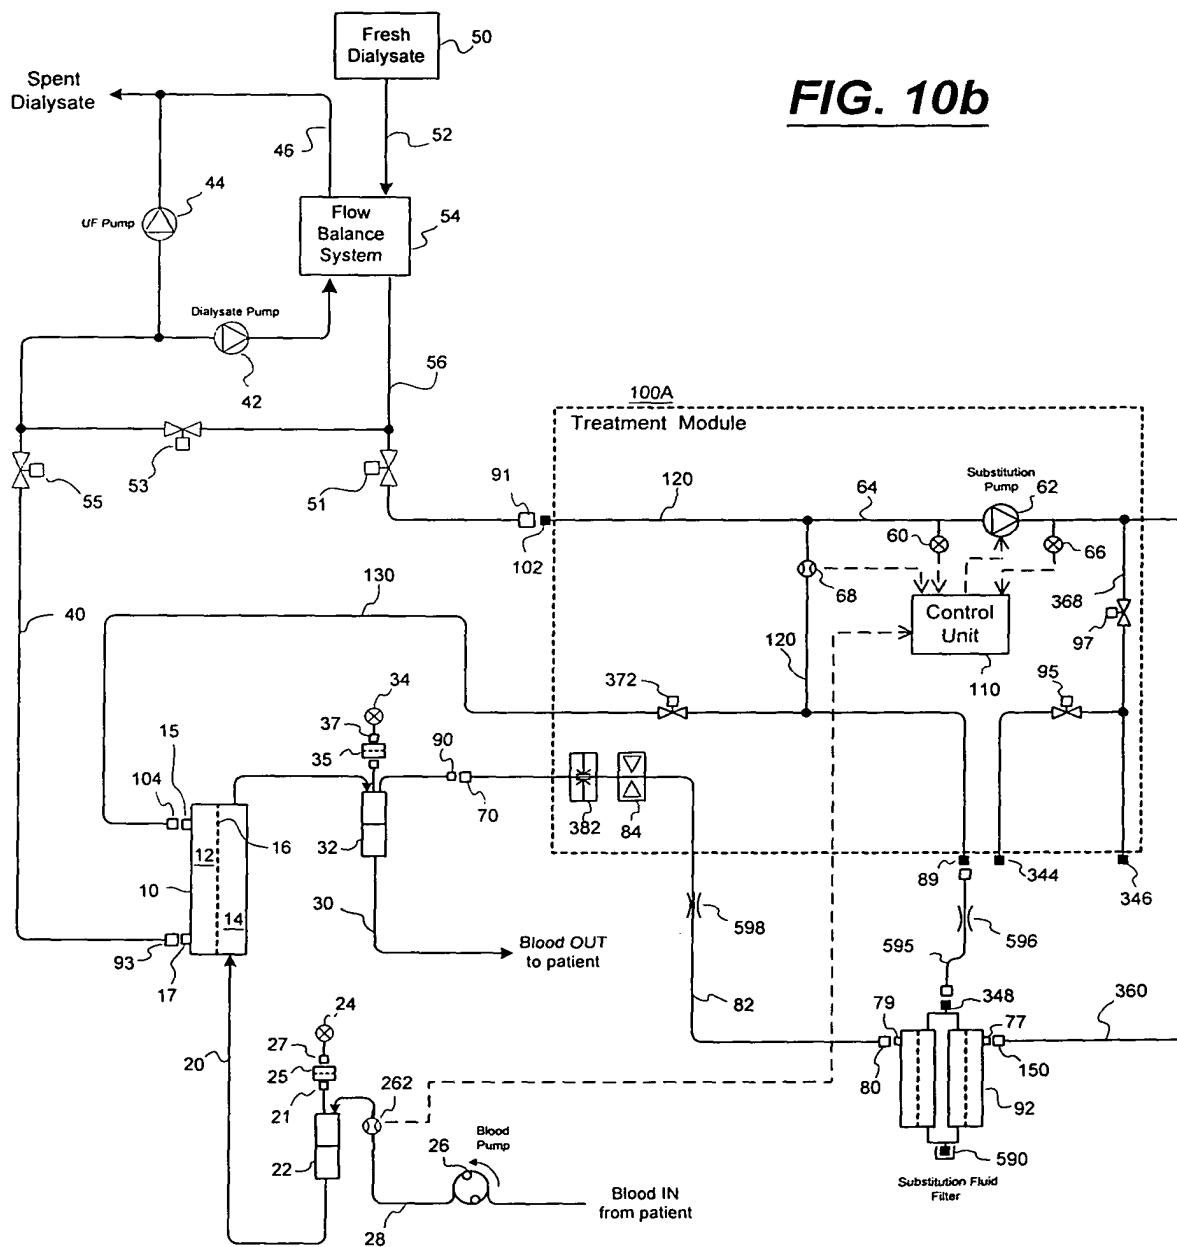 Fresh
Dialysate
50
FIG. 10b
Spent
Dialysate
46
52
44
UF Pump
Flow
Balance
System
54
Dialysate Pump
42
56
100A
Treatment Module
53
55
51
91
102
120
64
Substitution
Pump
62
60
66
68
130
40
368
Control
Unit
110
97
120
372
95
34
37
35
15
104
90
70
382
84
16
12
10
14
32
89
344
346
30
598
596
Blood OUT
to patient
595
93
17
82
348
79
77
360
24
27
25
21
20
262
80
150
92
Blood
Pump
26
22
590
Substitution Fluid
Filter
Blood IN
from patient
28